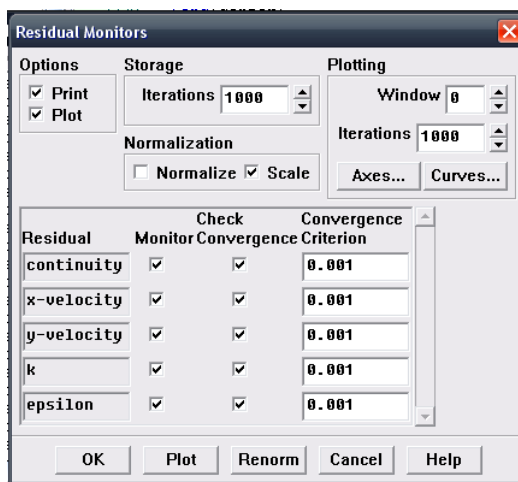 Residual Monitors
Options
Print
Plot
Storage
Iterations 1000
Normalization
Normalize Scale
Plotting
Window 0
Iterations 1000
Axes... Curves...
Residual Monitor Check Convergence Convergence Criterion
continuity 0.001
x-velocity 0.001
y-velocity 0.001
k 0.001
epsilon 0.001
OK Plot Renorm Cancel Help